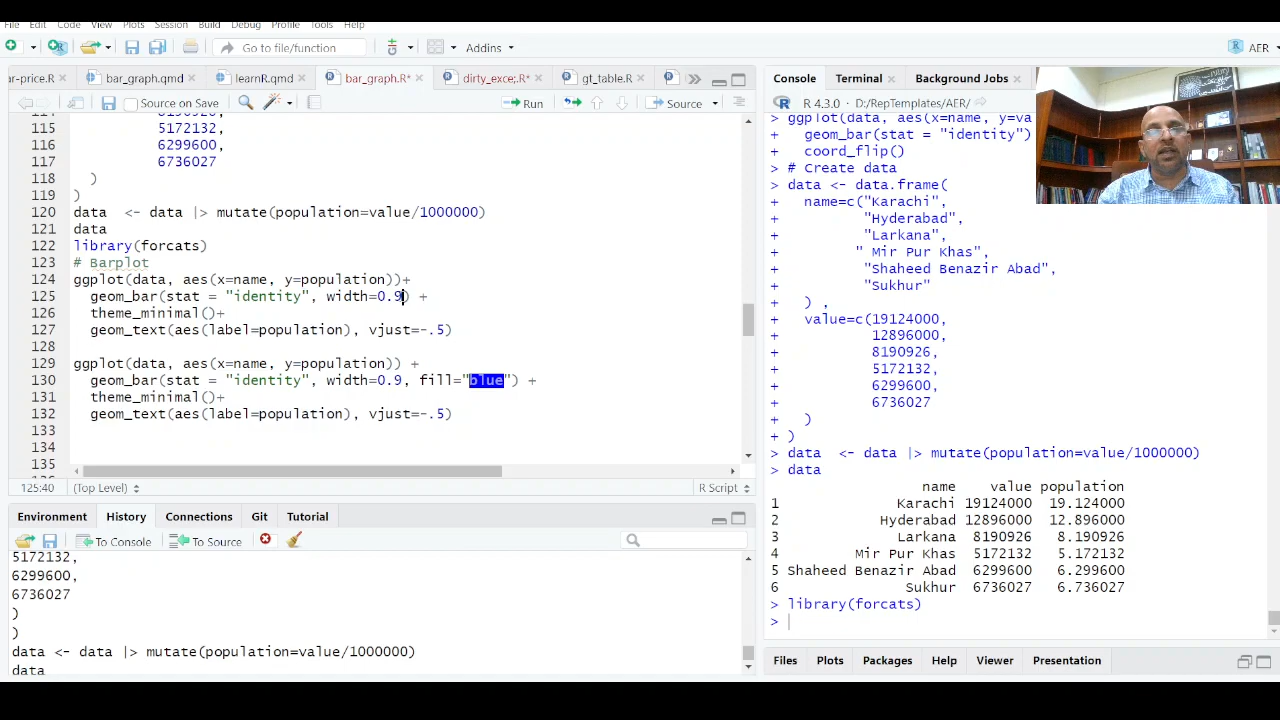 File Edit Code View Plots Session Build Debug Profile Tools Help
Go to file/function Addins AER
ar-price.R bar_graph.qmd learnR.qmd bar_graph.R* dirty_exce;.R* gt_table.R
Source on Save Run Source
115 5172132,
116 6299600,
117 6736027
118 )
119 )
120 data <- data |> mutate(population=value/1000000)
121 data
122 library(forcats)
123 # Barplot
124 ggplot(data, aes(x=name, y=population))+
125 geom_bar(stat = "identity", width=0.9) +
126 theme_minimal()+
127 geom_text(aes(label=population), vjust=-.5)
128
129 ggplot(data, aes(x=name, y=population)) +
130 geom_bar(stat = "identity", width=0.9, fill="blue") +
131 theme_minimal()+
132 geom_text(aes(label=population), vjust=-.5)
133
134
135
125:40 (Top Level) R Script
Environment History Connections Git Tutorial
To Console To Source
5172132,
6299600,
6736027
)
)
data <- data |> mutate(population=value/1000000)
data
Console Terminal Background Jobs
R 4.3.0 · D:/RepTemplates/AER/
> ggplot(data, aes(x=name, y=va
+ geom_bar(stat = "identity")
+ coord_flip()
> # Create data
> data <- data.frame(
+ name=c("Karachi",
+ "Hyderabad",
+ "Larkana",
+ " Mir Pur Khas",
+ "Shaheed Benazir Abad",
+ "Sukhur"
+ ) ,
+ value=c(19124000,
+ 12896000,
+ 8190926,
+ 5172132,
+ 6299600,
+ 6736027
+ )
+ )
> data <- data |> mutate(population=value/1000000)
> data
name value population
1 Karachi 19124000 19.124000
2 Hyderabad 12896000 12.896000
3 Larkana 8190926 8.190926
4 Mir Pur Khas 5172132 5.172132
5 Shaheed Benazir Abad 6299600 6.299600
6 Sukhur 6736027 6.736027
> library(forcats)
>
Files Plots Packages Help Viewer Presentation